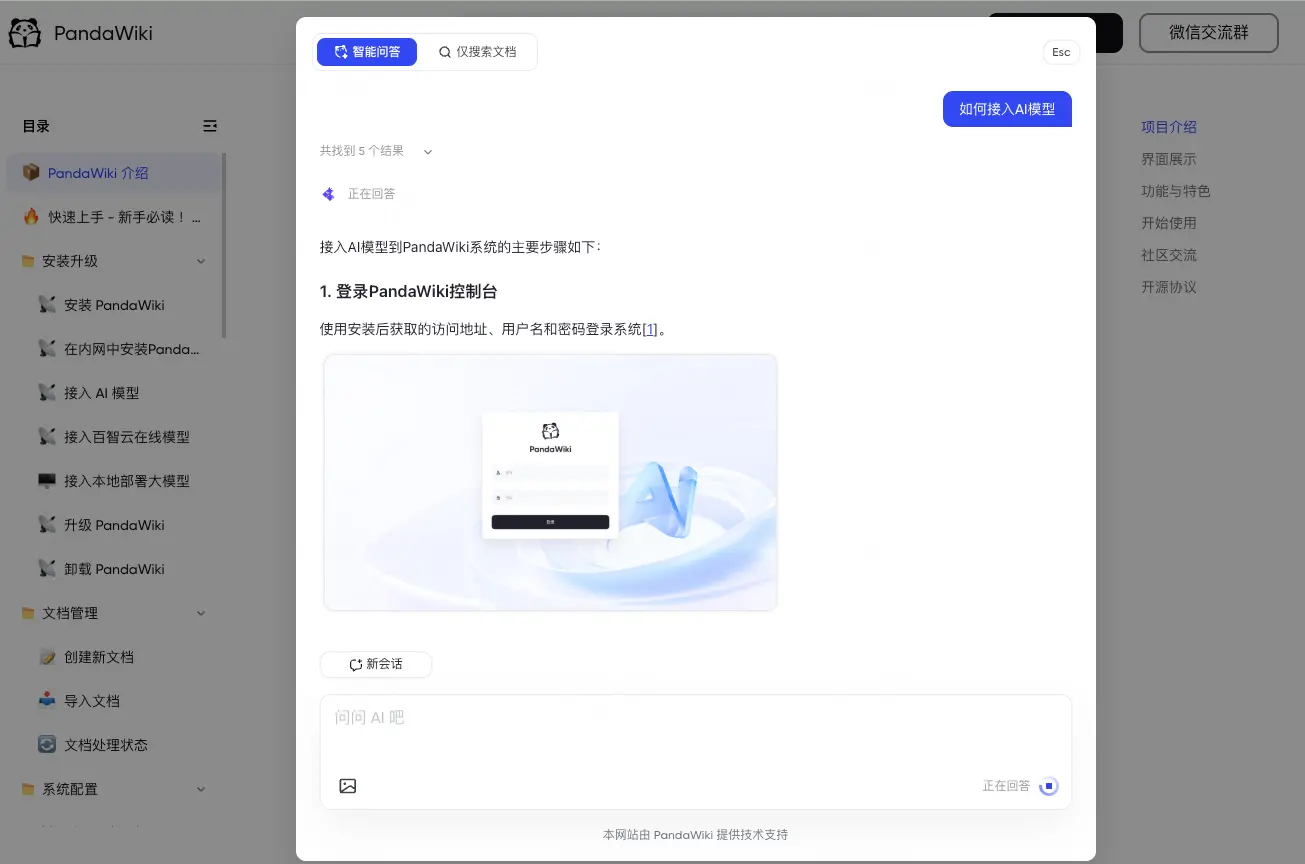 PandaWiki
微信交流群
智能问答
仅搜索文档
Esc
目录
PandaWiki 介绍
快速上手 - 新手必读！ ...
安装升级
安装 PandaWiki
在内网中安装Panda...
接入 AI 模型
接入百智云在线模型
接入本地部署大模型
升级 PandaWiki
卸载 PandaWiki
文档管理
创建新文档
导入文档
文档处理状态
系统配置
如何接入AI模型
共找到 5 个结果
正在回答
接入AI模型到PandaWiki系统的主要步骤如下：
1. 登录PandaWiki控制台
使用安装后获取的访问地址、用户名和密码登录系统[1]。
PandaWiki
登录
AI
新会话
问问 AI 吧
正在回答
本网站由 PandaWiki 提供技术支持
项目介绍
界面展示
功能与特色
开始使用
社区交流
开源协议